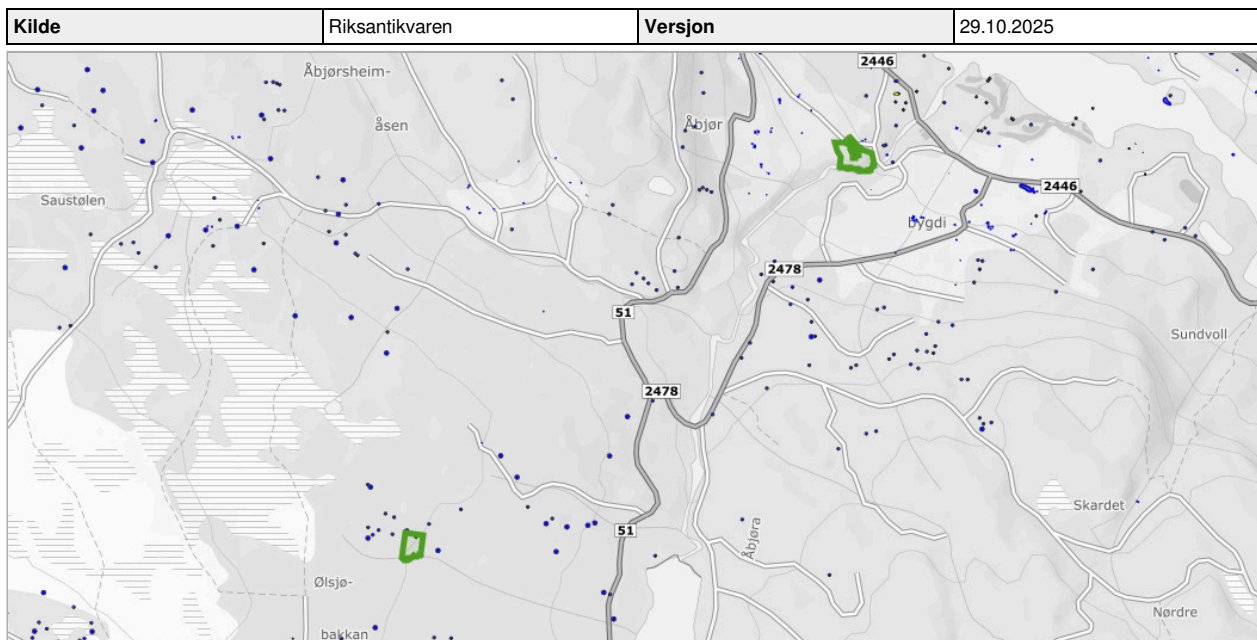 Kilde Riksantikvaren Versjon 29.10.2025
2446
Åbjørsheim-
åsen
Åbjør
2446
Saustølen
bygdi
2478
51
Sundvoll
2478
Skardet
51
Åbjøra
Ølsjø-
bakkan
Nørdre